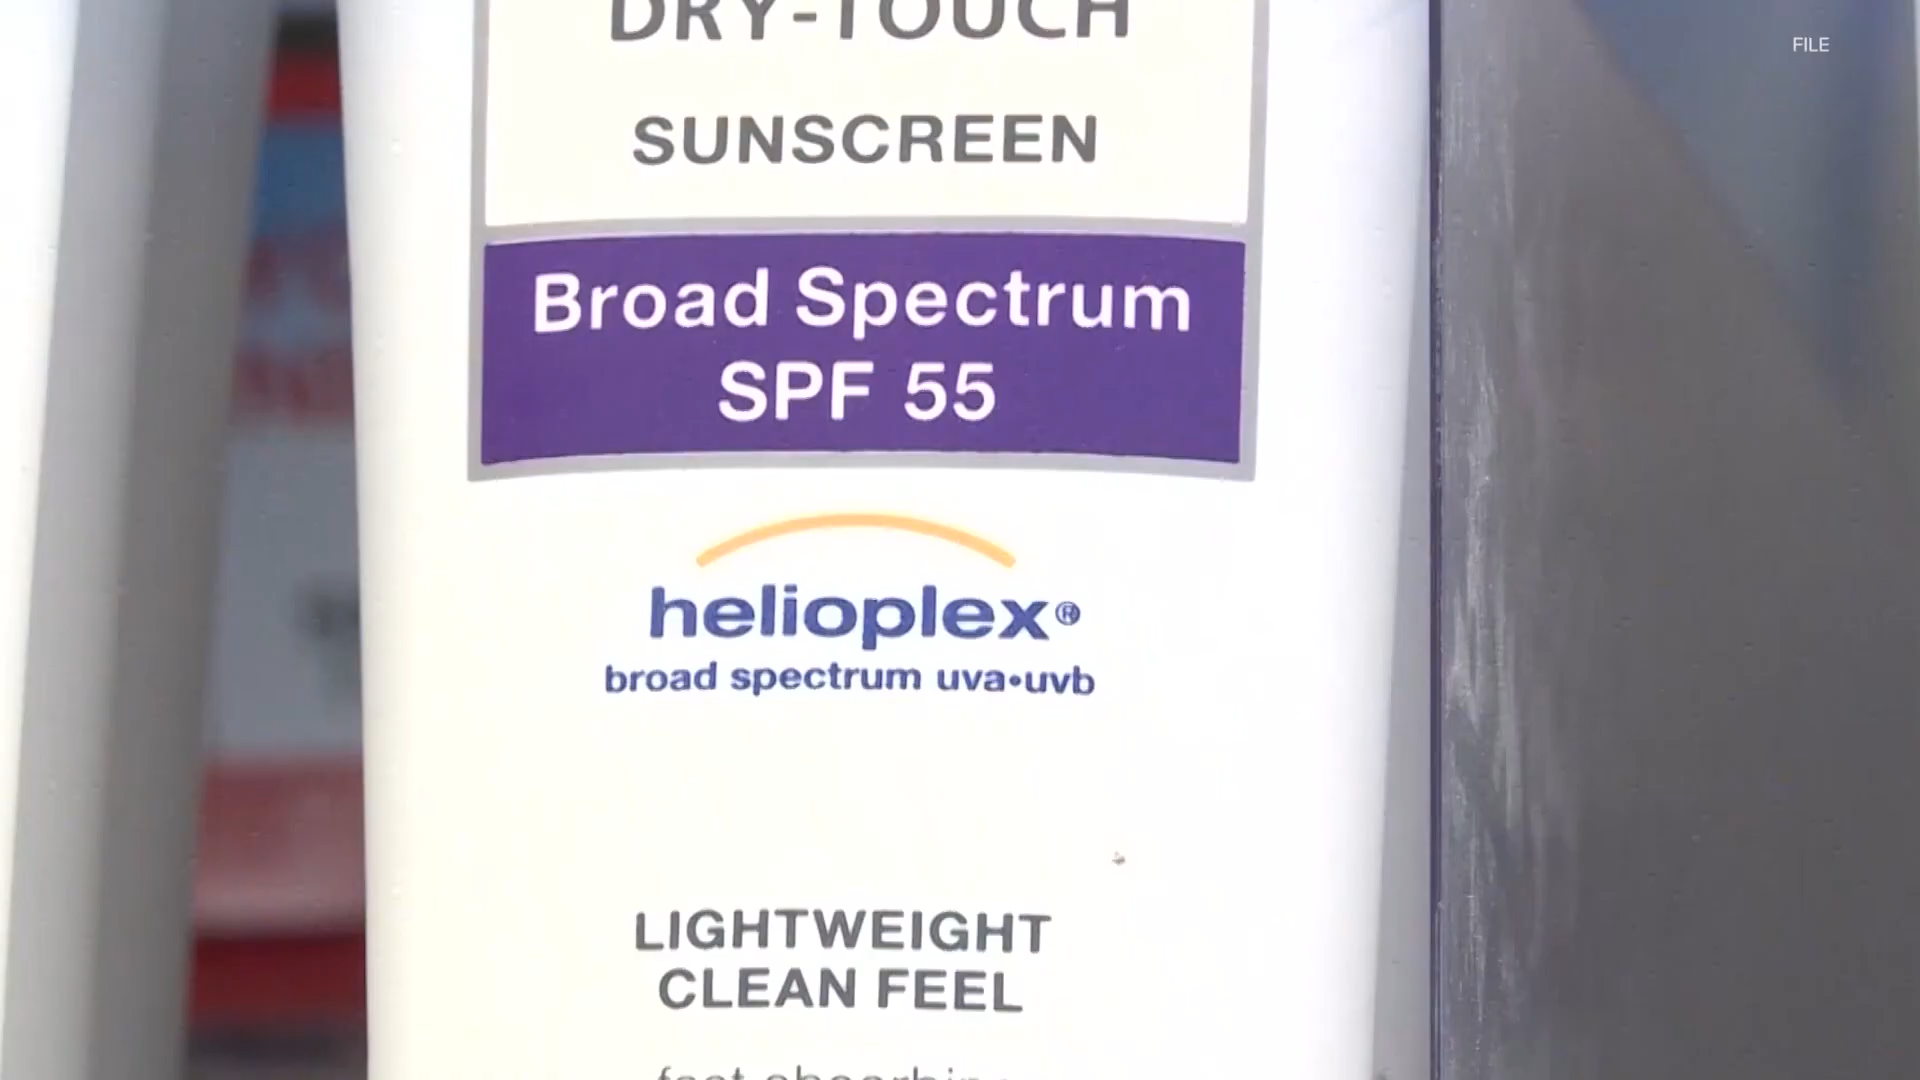 FILE
DRY-TOUCH
SUNSCREEN
Broad Spectrum
SPF 55
helioplex®
broad spectrum uva•uvb
LIGHTWEIGHT
CLEAN FEEL